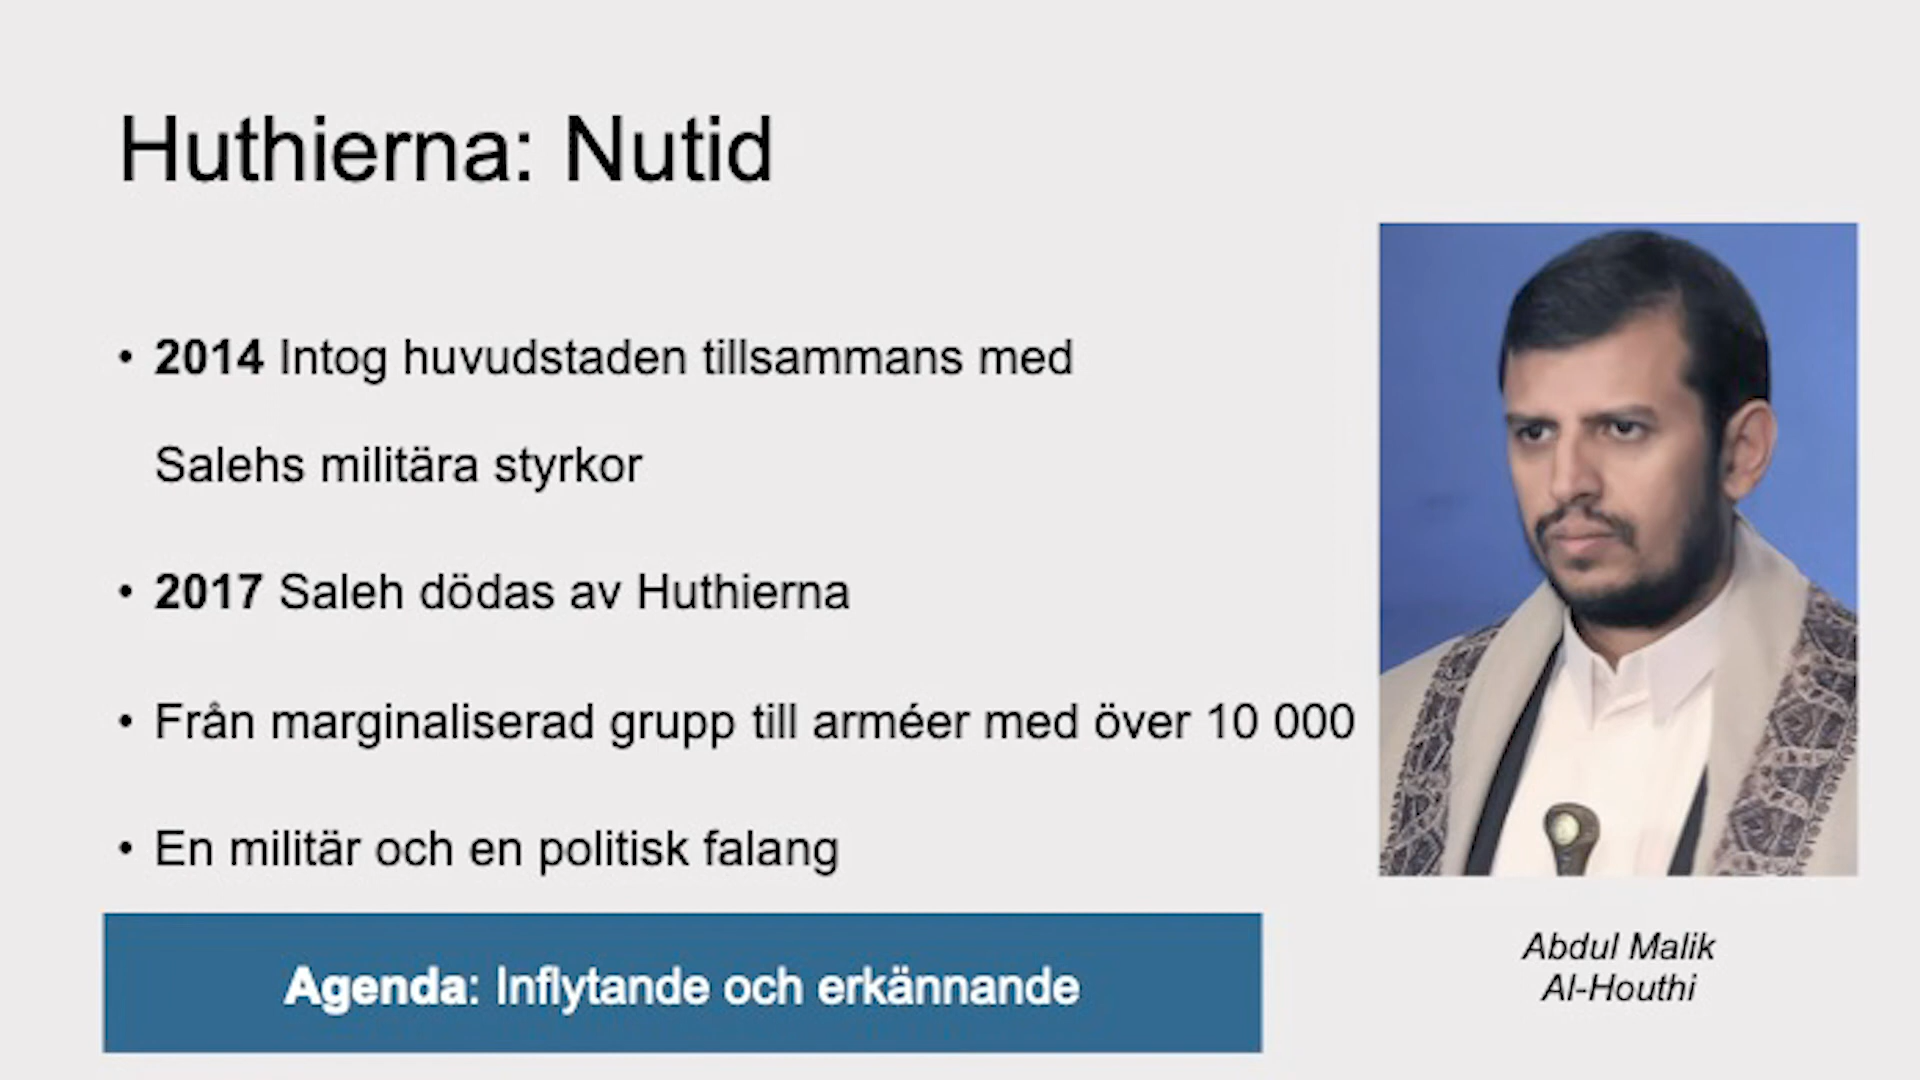 Huthierna: Nutid
• 2014 Intog huvudstaden tillsammans med
Salehs militära styrkor
• 2017 Saleh dödas av Huthierna
• Från marginaliserad grupp till arméer med över 10 000
• En militär och en politisk falang
Agenda: Inflytande och erkännande
Abdul Malik
Al-Houthi